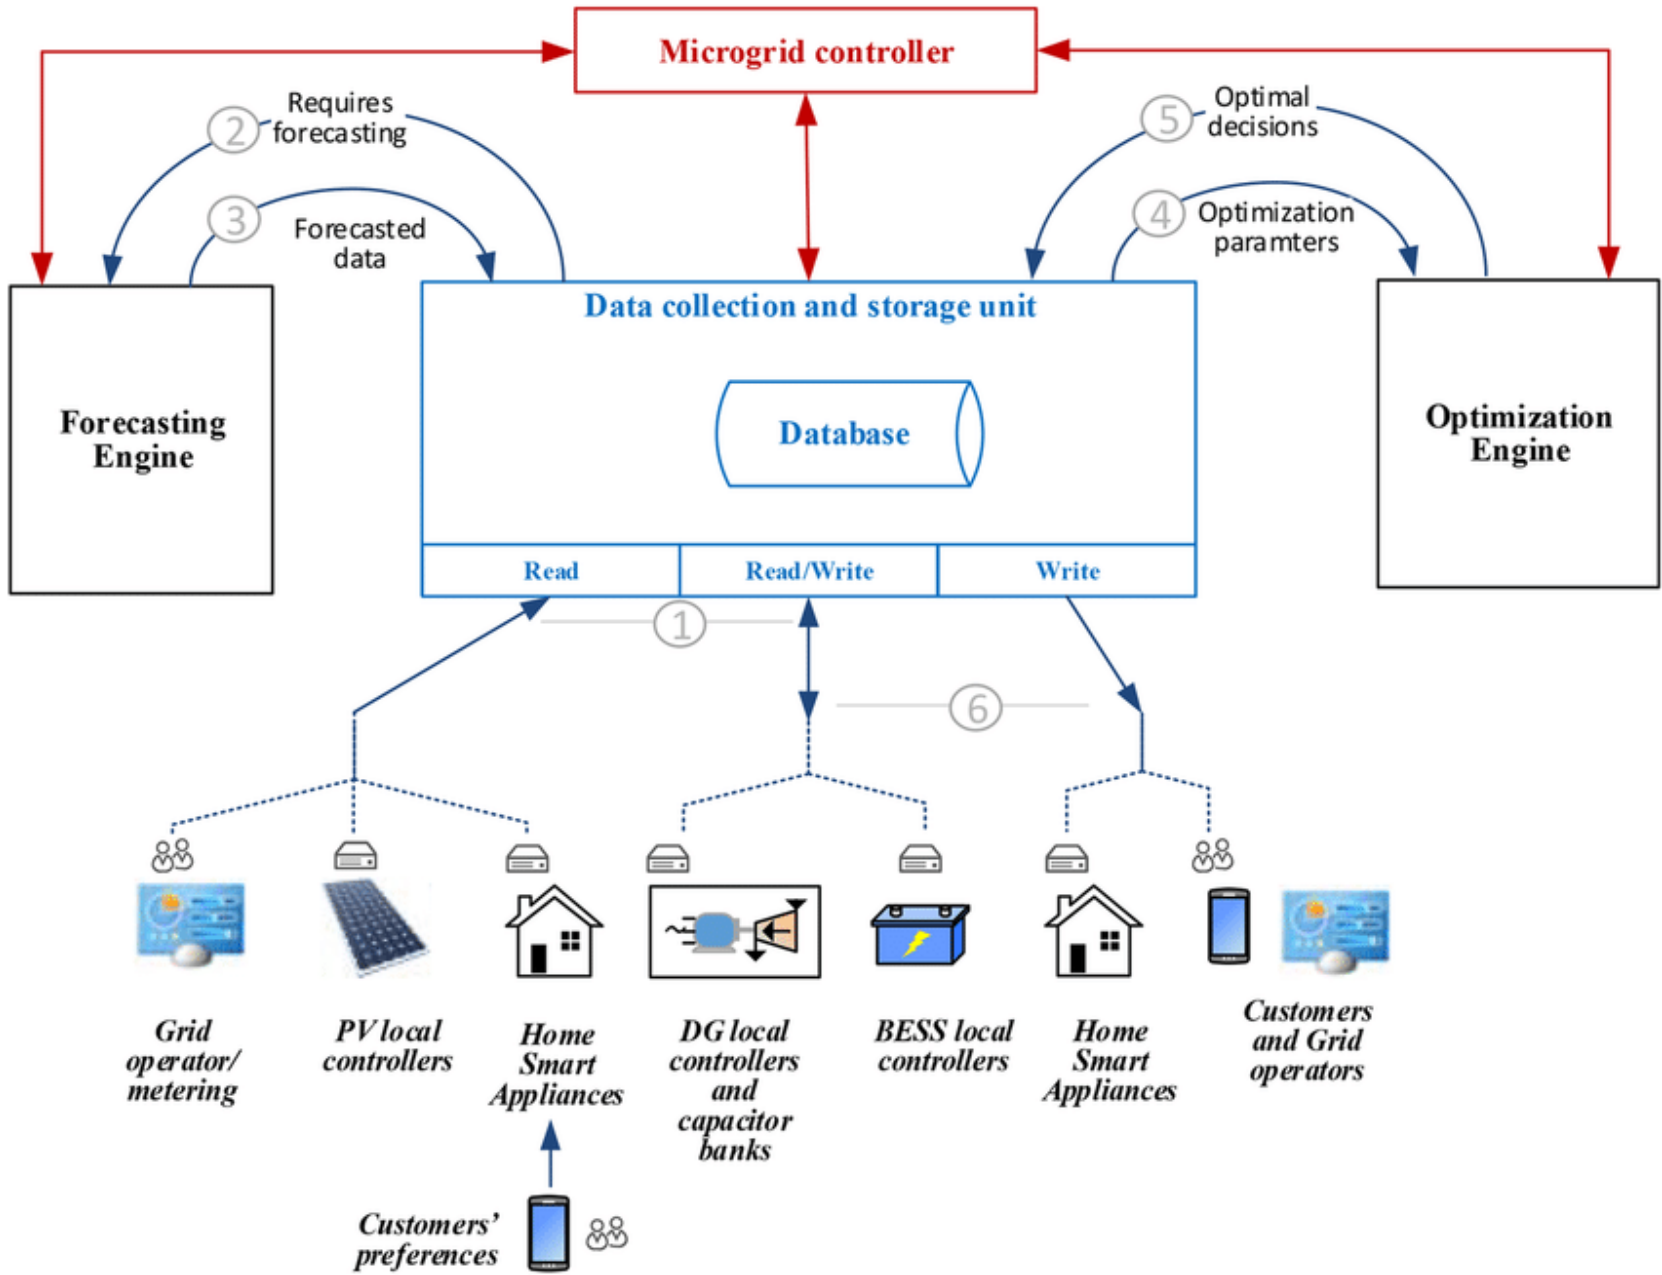 Microgrid controller
2
Requires
forecasting
3
Forecasted
data
5
Optimal
decisions
4
Optimization
paramters
Forecasting
Engine
Data collection and storage unit
Database
Read
Read/Write
Write
Optimization
Engine
1
6
Grid
operator/
metering
PV local
controllers
Home
Smart
Appliances
DG local
controllers
and
capacitor
banks
BESS local
controllers
Home
Smart
Appliances
Customers
and Grid
operators
Customers’
preferences